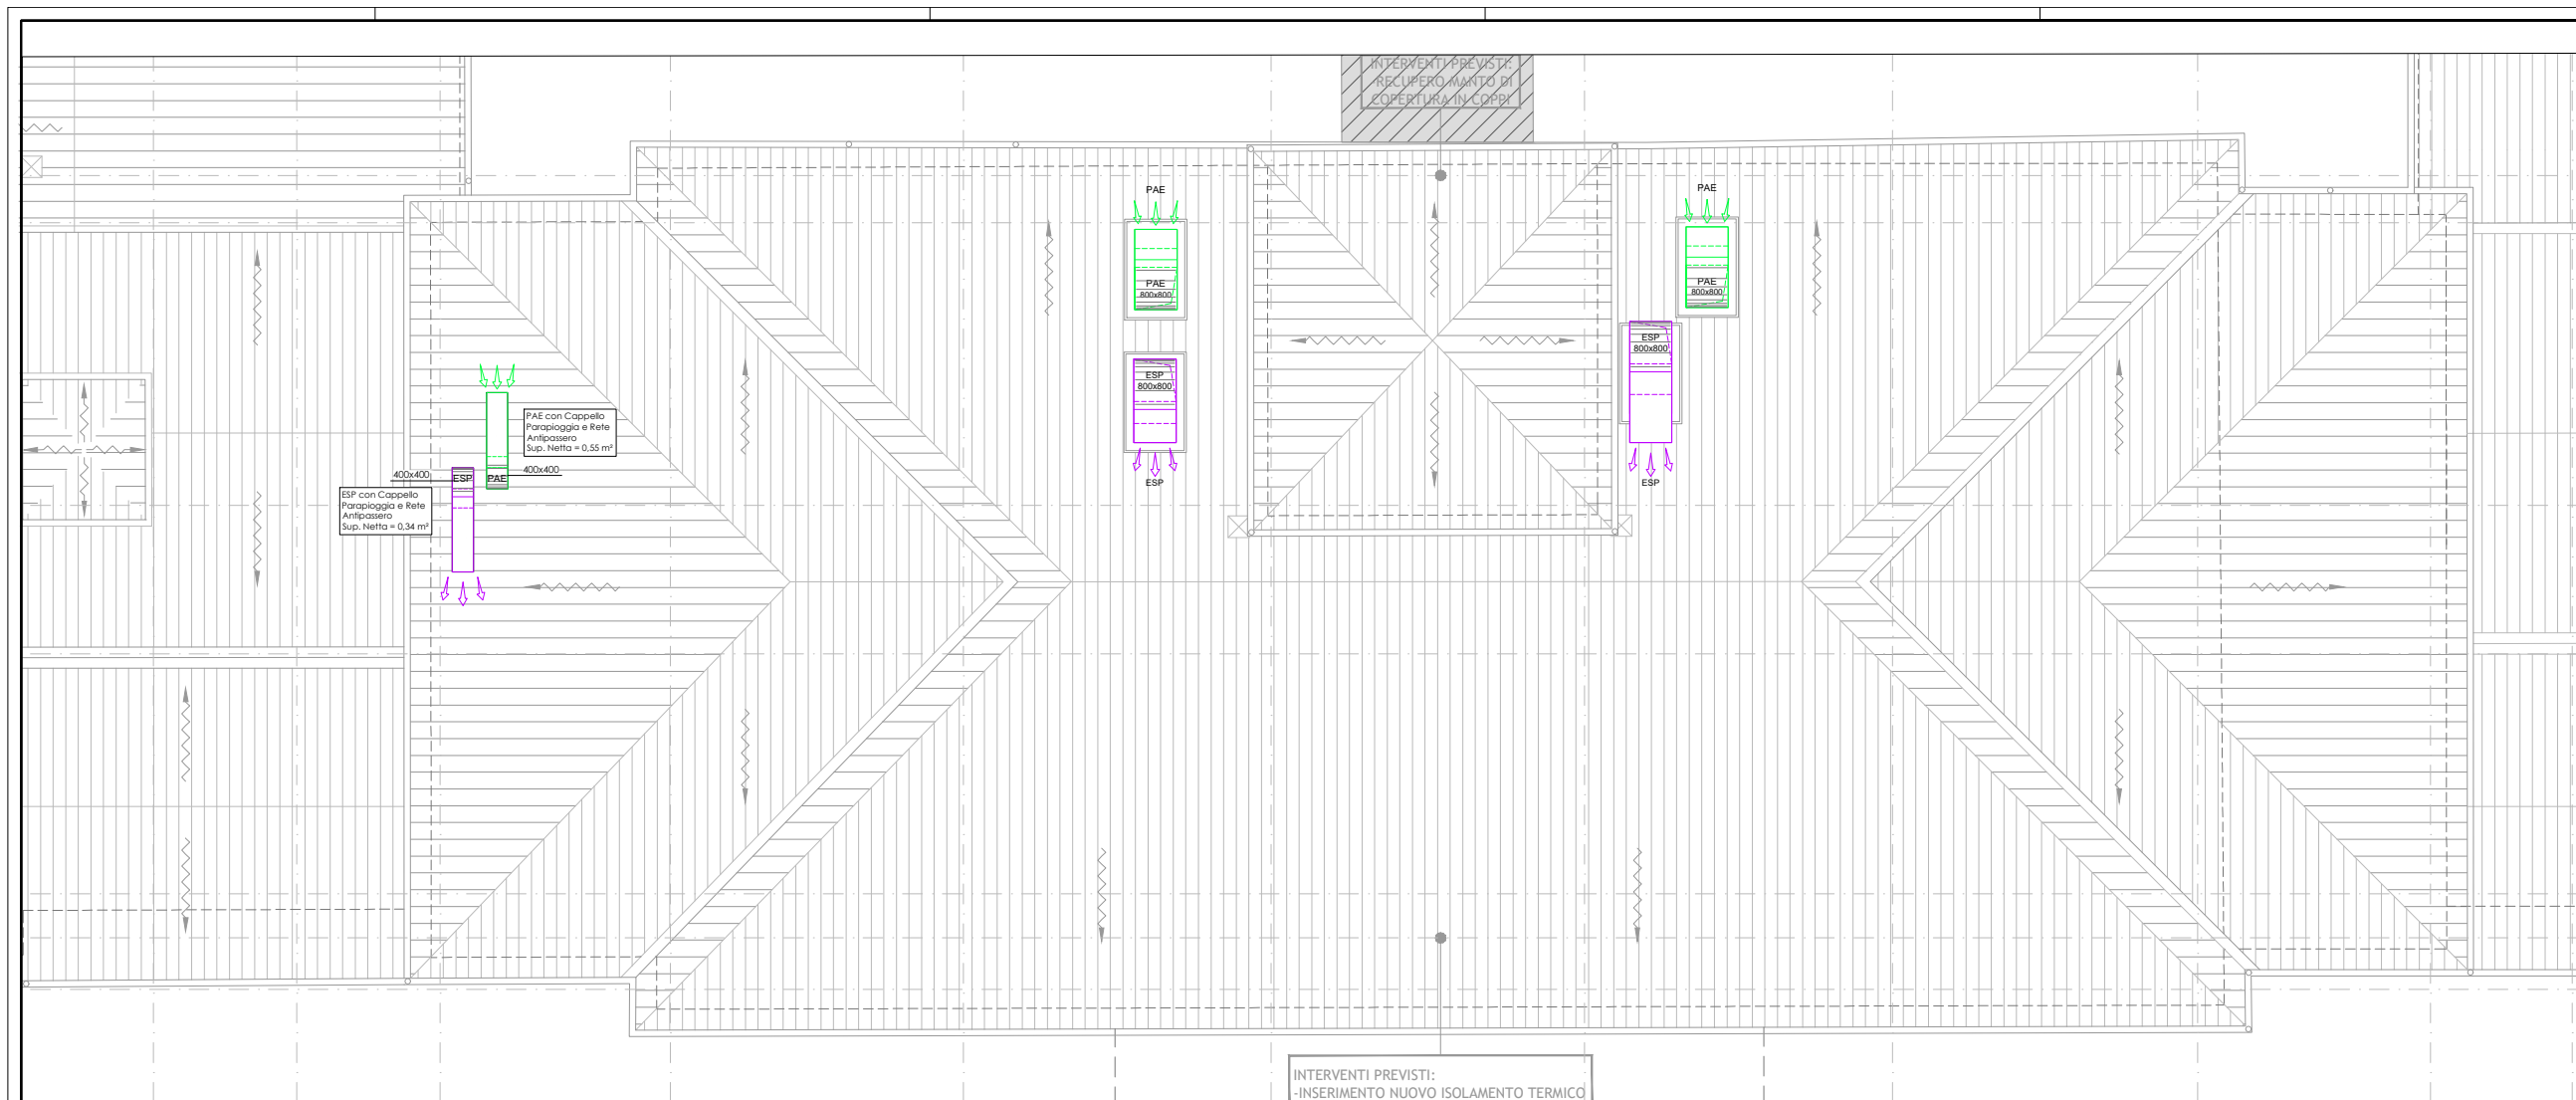 INTERVENTI PREVISTI:
-RECUPERO MANTO DI
COPERTURA IN COPPI
PAE
PAE
800x800
ESP
800x800
ESP
PAE
PAE
800x800
ESP
800x800
ESP
PAE con Cappello
Parapioggia e Rete
Antipassero
Sup. Netta = 0,55 m²
400x400
400x400
ESP
PAE
ESP con Cappello
Parapioggia e Rete
Antipassero
Sup. Netta = 0,34 m²
INTERVENTI PREVISTI:
-INSERIMENTO NUOVO ISOLAMENTO TERMICO